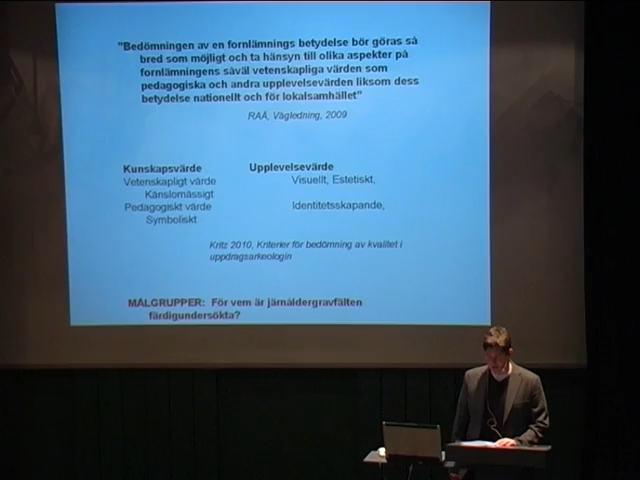 "Bedömningen av en fornlämnings betydelse bör göras så
bred som möjligt och ta hänsyn till olika aspekter på
fornlämningens såväl vetenskapliga värden som
pedagogiska och andra upplevelsevärden liksom dess
betydelse nationellt och för lokalsamhället"
RAÄ, Vägledning, 2009
Kunskapsvärde Upplevelsevärde
Vetenskapligt värde Visuellt, Estetiskt,
Känslomässigt
Pedagogiskt värde Identitetsskapande,
Symboliskt
Kritz 2010, Kriterier för bedömning av kvalitet i
uppdragsarkeologin
MÅLGRUPPER: För vem är järnåldergravfälten
färdigundersökta?